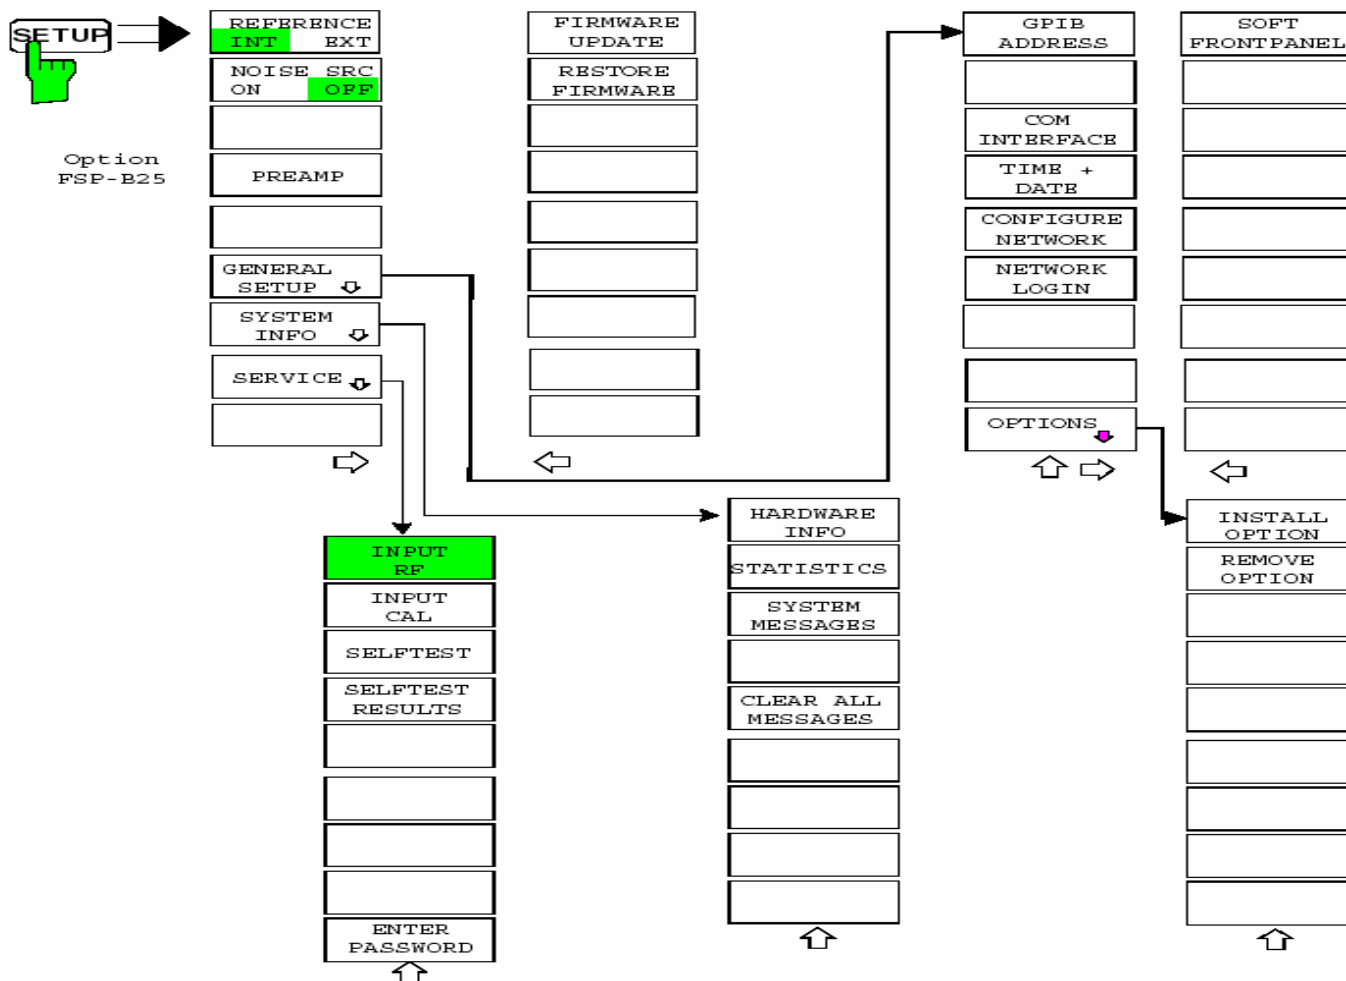 SETUP
REFERENCE
INT EXT
NOISE SRC
ON OFF
Option
FSP-B25
PREAMP
GENERAL
SETUP
SYSTEM
INFO
SERVICE
FIRMWARE
UPDATE
RESTORE
FIRMWARE
GPIB
ADDRESS
COM
INTERFACE
TIME +
DATE
CONFIGURE
NETWORK
NETWORK
LOGIN
OPTIONS
SOFT
FRONTPANEL
INPUT
RF
INPUT
CAL
SELFTEST
SELFTEST
RESULTS
ENTER
PASSWORD
HARDWARE
INFO
STATISTICS
SYSTEM
MESSAGES
CLEAR ALL
MESSAGES
INSTALL
OPTION
REMOVE
OPTION